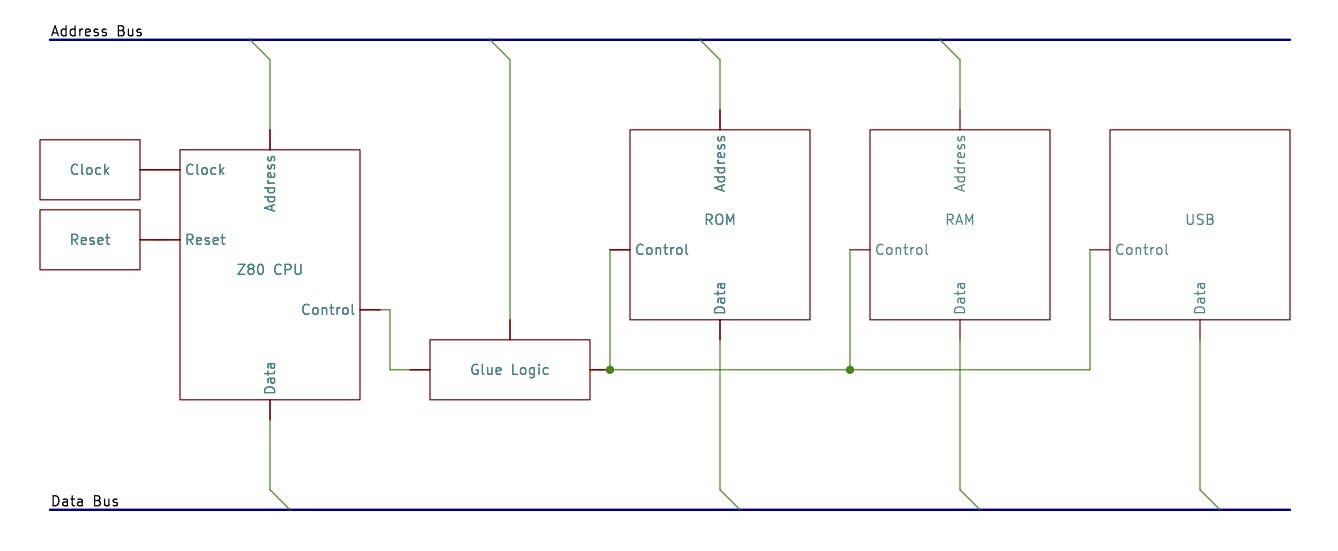 Address Bus
Clock
Reset
Clock
Reset
Address
Z80 CPU
Control
Data
Glue Logic
Address
ROM
Control
Data
Address
RAM
Control
Data
USB
Control
Data
Data Bus